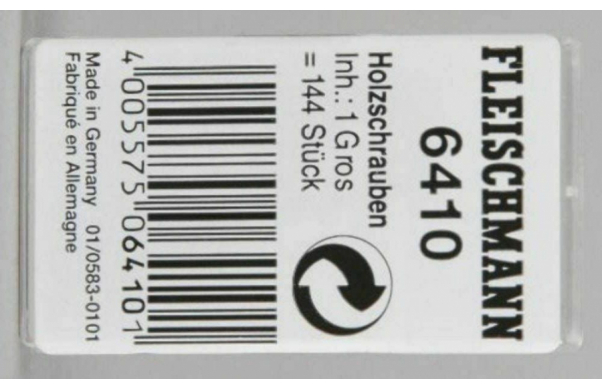 FLEISCHMANN
6410
Holzschrauben
Inh.: 1 Gros
= 144 Stück
4 005575 064101
Made in Germany 01/0583-0101
Fabriqué en Allemagne